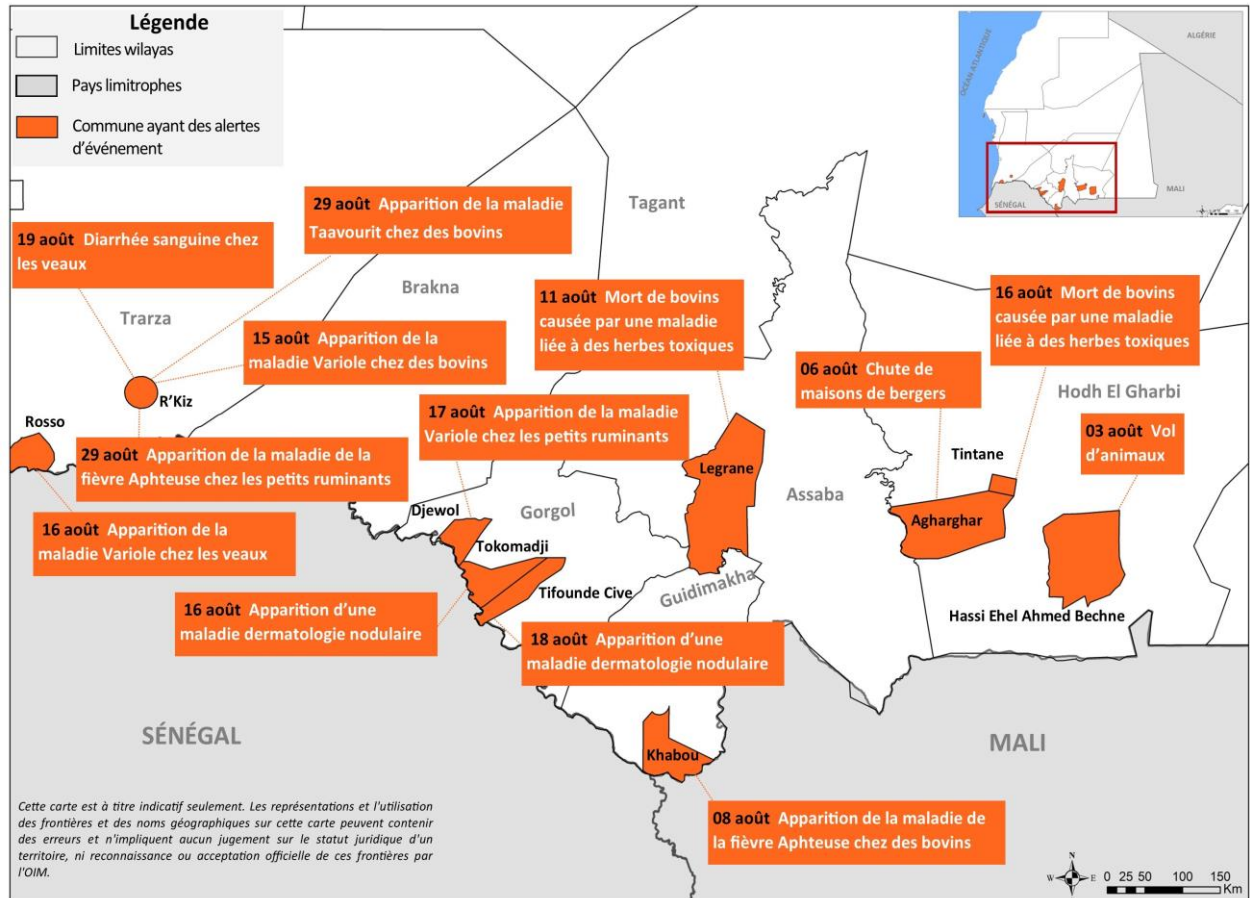 Légende
Limites wilayas
Pays limitrophes
Commune ayant des alertes
d'événement
OCÉAN ATLANTIQUE
ALGÉRIE
MALI
SÉNÉGAL
29 août Apparition de la maladie
Taavourit chez des bovins
19 août Diarrhée sanguine chez
les veaux
Tagant
Brakna
Trarza
11 août Mort de bovins
causée par une maladie
liée à des herbes toxiques
16 août Mort de bovins
causée par une maladie
liée à des herbes toxiques
15 août Apparition de la
maladie Variole chez des bovins
06 août Chute de
maisons de bergers
Hodh El Gharbi
R'Kiz
Rosso
17 août Apparition de la maladie
Variole chez les petits ruminants
03 août Vol
d'animaux
29 août Apparition de la maladie de la
fièvre Aphteuse chez les petits ruminants
Tintane
Legrane
Assaba
Djewol
Gorgol
Agharghar
16 août Apparition de la
maladie Variole chez les veaux
Tokomadji
Tifounde Cive
Guidimakha
Hassi Ehel Ahmed Bechne
16 août Apparition d'une
maladie dermatologie nodulaire
18 août Apparition d'une
maladie dermatologie nodulaire
SÉNÉGAL
MALI
Khabou
08 août Apparition de la maladie de
la fièvre Aphteuse chez des bovins
Cette carte est à titre indicatif seulement. Les représentations et l'utilisation
des frontières et des noms géographiques sur cette carte peuvent contenir
des erreurs et n'impliquent aucun jugement sur le statut juridique d'un
territoire, ni reconnaissance ou acceptation officielle de ces frontières par
l'OIM.
N
W E
S
0 25 50 100 150
Km